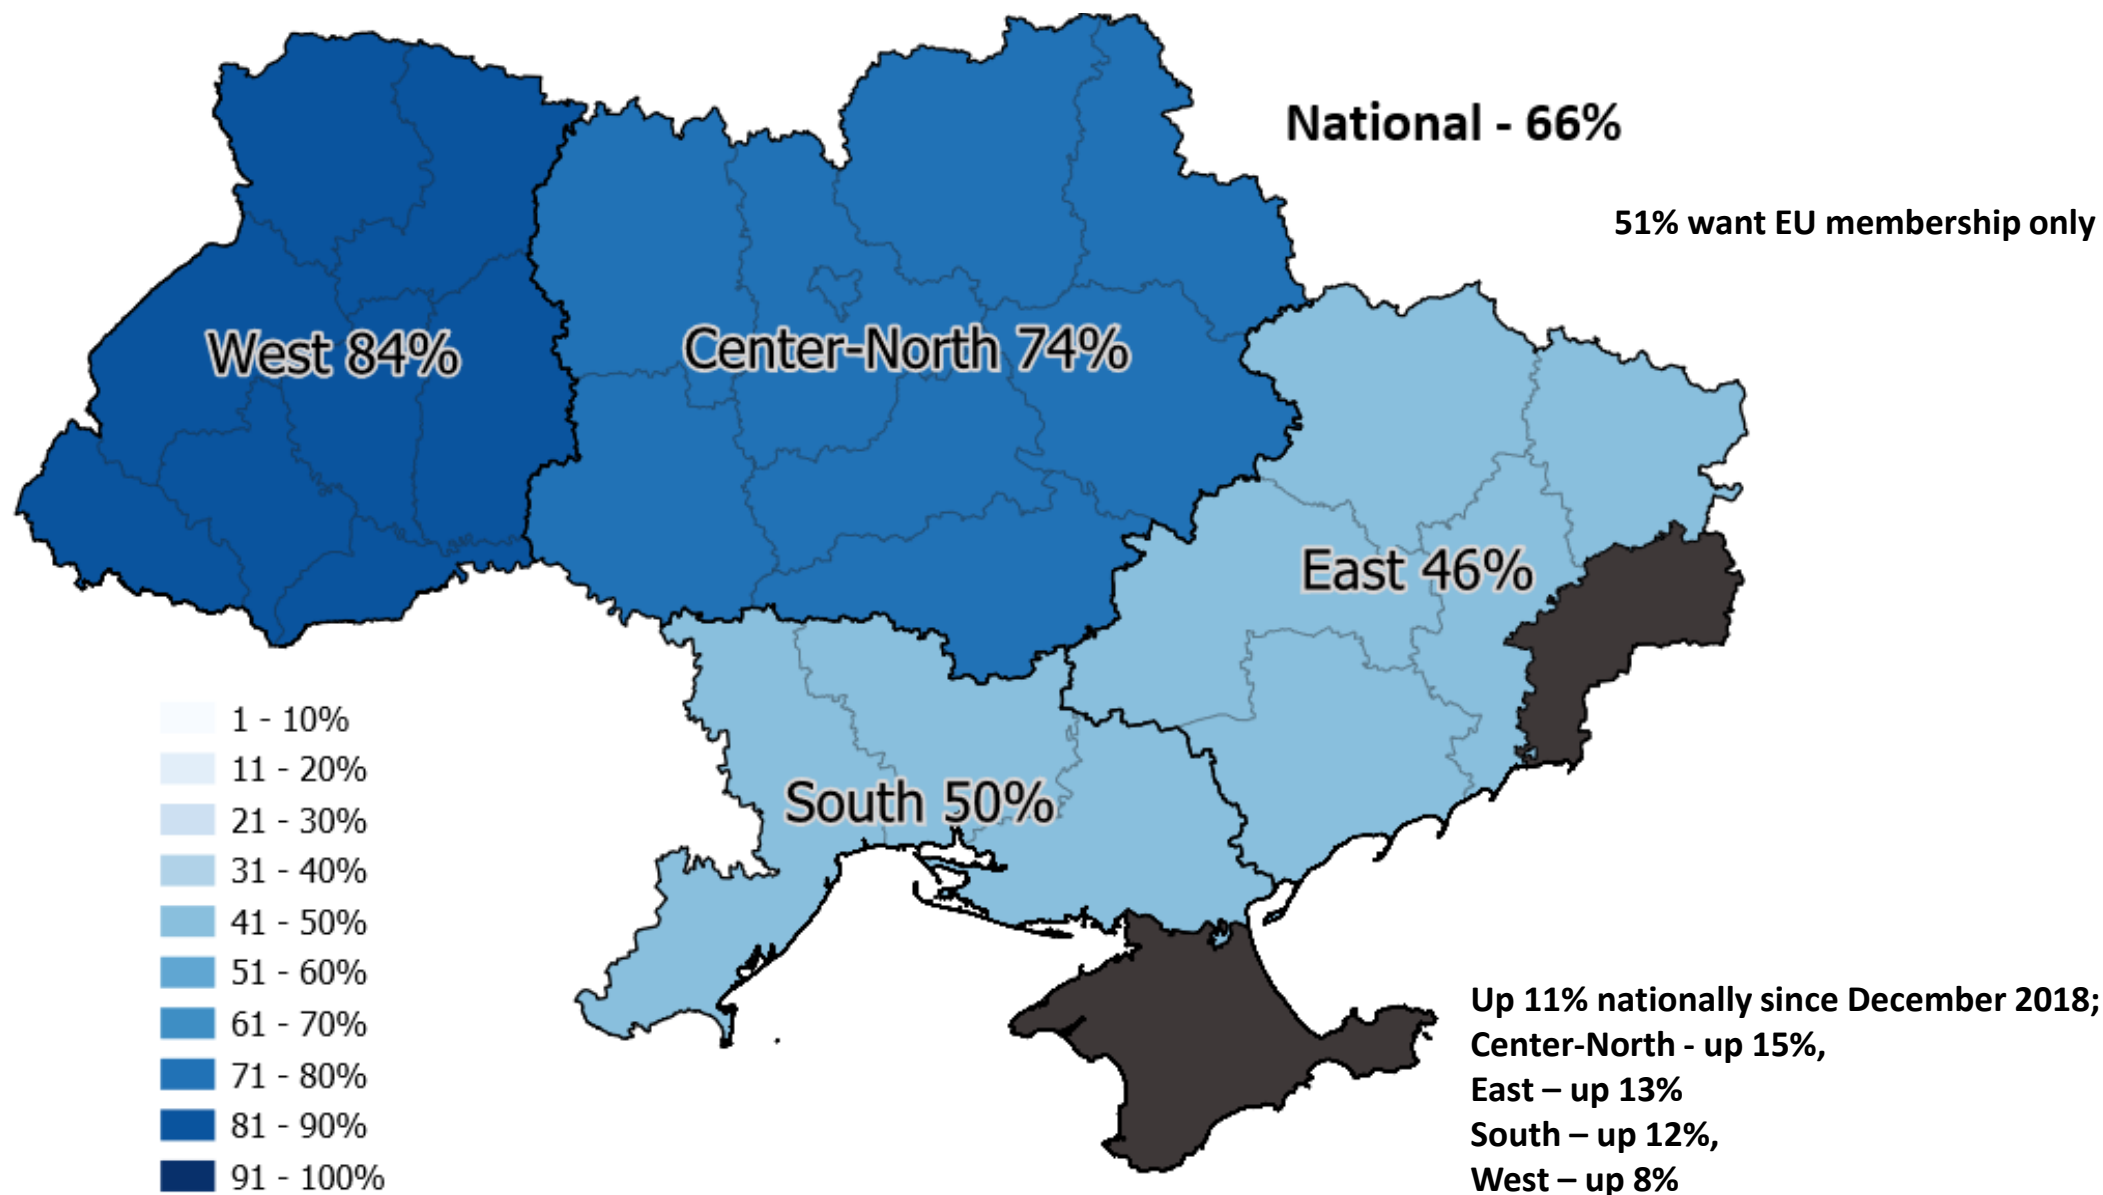 National - 66%
51% want EU membership only
West 84%
Center-North 74%
East 46%
South 50%
1 - 10%
11 - 20%
21 - 30%
31 - 40%
41 - 50%
51 - 60%
61 - 70%
71 - 80%
81 - 90%
91 - 100%
Up 11% nationally since December 2018;
Center-North - up 15%,
East – up 13%
South – up 12%,
West – up 8%